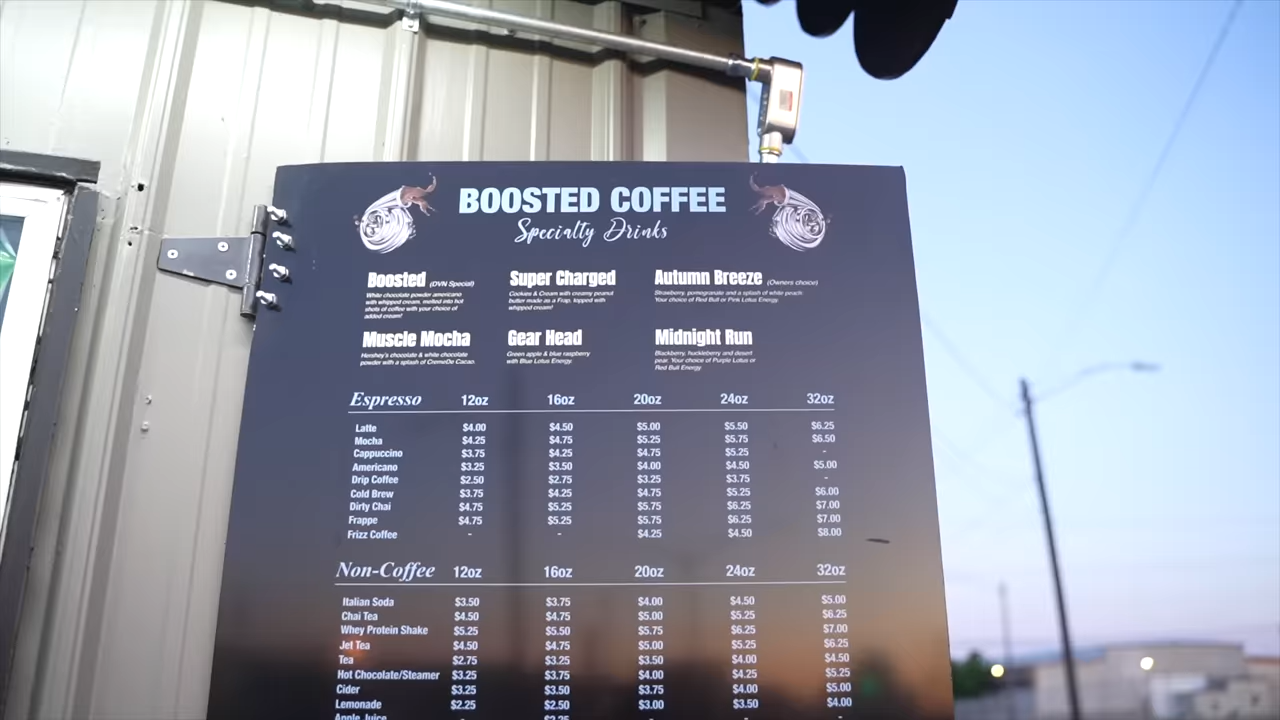 BOOSTED COFFEE
Specialty Drinks
Boosted (OVN Special)
White chocolate powder americano
with whipped cream, melted into hot
shots of coffee with your choice of
added cream!
Super Charged
Cookies & Cream with creamy peanut
butter made as a Frap, topped with
whipped cream!
Autumn Breeze (Owners choice)
Strawberry, pomegranate and a splash of white peach
Your choice of Red Bull or Pink Lotus Energy.
Muscle Mocha
Hershey's chocolate & white chocolate
powder with a splash of CremeDe Cacao.
Gear Head
Green apple & blue raspberry
with Blue Lotus Energy
Midnight Run
Blackberry, huckleberry and desert
pear. Your choice of Purple Lotus or
Red Bull Energy.
Espresso 12oz 16oz 20oz 24oz 32oz
Latte $4.00 $4.50 $5.00 $5.50 $6.25
Mocha $4.25 $4.75 $5.25 $5.75 $6.50
Cappuccino $3.75 $4.25 $4.75 $5.25 -
Americano $3.25 $3.50 $4.00 $4.50 $5.00
Drip Coffee $2.50 $2.75 $3.25 $3.75 -
Cold Brew $3.75 $4.25 $4.75 $5.25 $6.00
Dirty Chai $4.75 $5.25 $5.75 $6.25 $7.00
Frappe $4.75 $5.25 $5.75 $6.25 $7.00
Frizz Coffee - - $4.25 $4.50 $8.00
Non-Coffee 12oz 16oz 20oz 24oz 32oz
Italian Soda $3.50 $3.75 $4.00 $4.50 $5.00
Chai Tea $4.50 $4.75 $5.00 $5.25 $6.25
Whey Protein Shake $5.25 $5.50 $5.75 $6.25 $7.00
Jet Tea $4.50 $4.75 $5.00 $5.25 $6.25
Tea $2.75 $3.25 $3.50 $4.00 $4.50
Hot Chocolate/Steamer $3.25 $3.75 $4.00 $4.25 $5.25
Cider $3.25 $3.50 $3.75 $4.00 $5.00
Lemonade $2.25 $2.50 $3.00 $3.50 $4.00
Apple Juice - $2.25 - - -